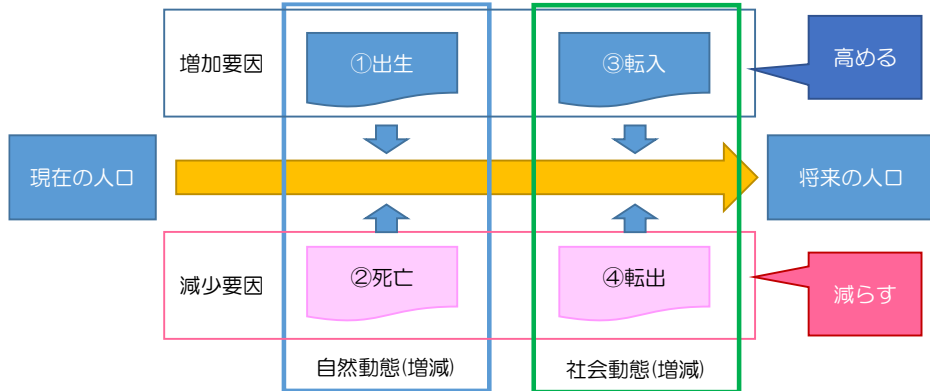 増加要因
①出生
③転入
高める
現在の人口
将来の人口
減少要因
②死亡
④転出
減らす
自然動態(増減)
社会動態(増減)